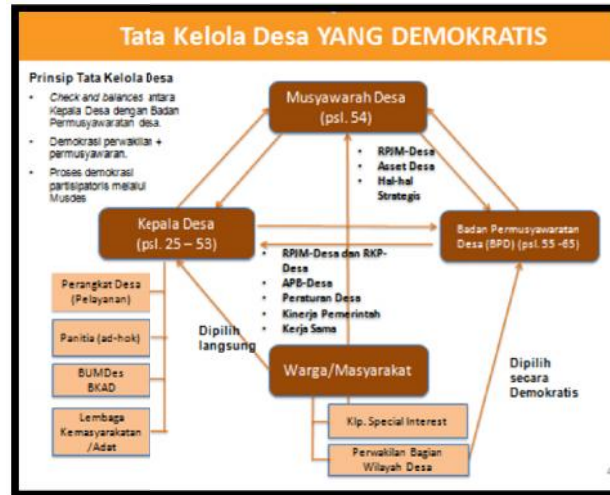 Tata Kelola Desa YANG DEMOKRATIS
Prinsip Tata Kelola Desa
• Check and balances antara
Kepala Desa dengan Badan
Permusyawaratan desa.
• Demokrasi perwakilan +
permusyawaran.
• Proses demokrasi
partisipatoris melalui
Musdes
Musyawarah Desa
(psl. 54)
• RPJM-Desa
• Asset Desa
• Hal-hal
Strategis
Kepala Desa
(psl. 25 – 53)
Badan Permusyawaratan
Desa (BPD) (psl. 55 -65)
• RPJM-Desa dan RKP-
Desa
• APB-Desa
• Peraturan Desa
• Kinerja Pemerintah
• Kerja Sama
Perangkat Desa
(Pelayanan)
Panitia (ad-hok)
BUMDes
BKAD
Lembaga
Kemasyarakatan
/Adat
Dipilih
langsung
Warga/Masyarakat
Klp. Special Interest
Perwakilan Bagian
Wilayah Desa
Dipilih
secara
Demokratis